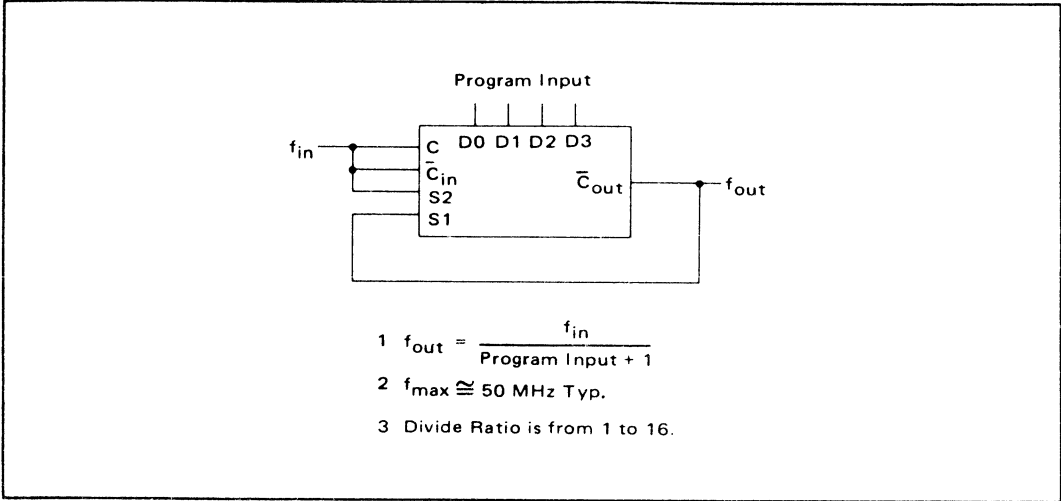 Program Input
D0 D1 D2 D3
f_in
C
C̅_in
S2
S1
C̅_out
f_out
1 f_out = f_in / Program Input + 1
2 f_max ≅ 50 MHz Typ.
3 Divide Ratio is from 1 to 16.